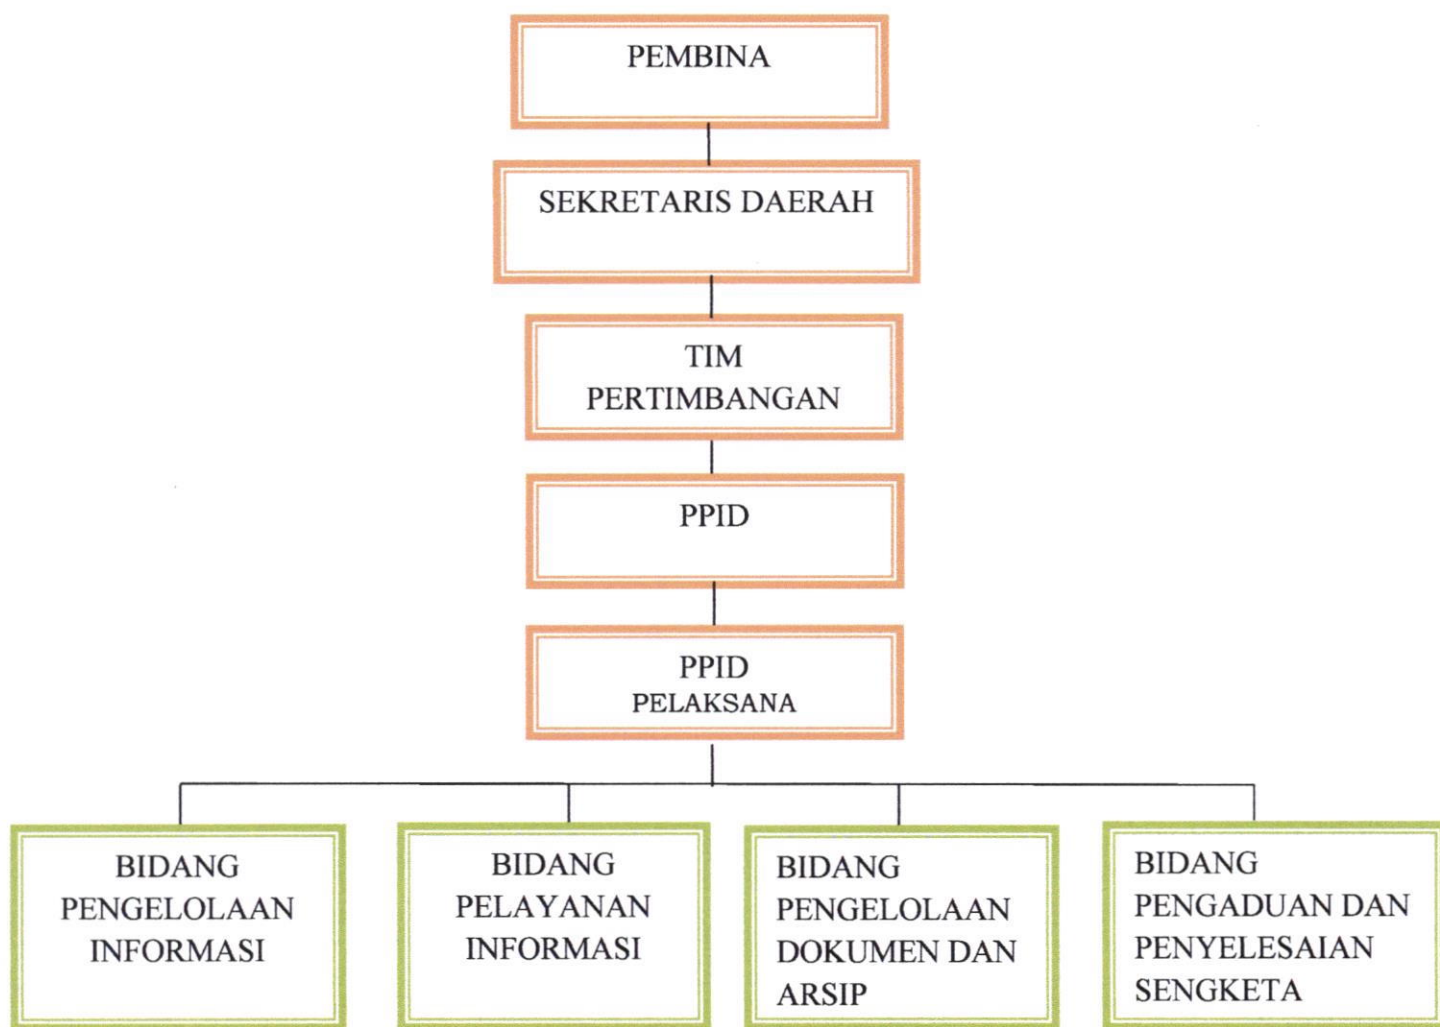 PEMBINA
SEKRETARIS DAERAH
TIM
PERTIMBANGAN
PPID
PPID
PELAKSANA
BIDANG
PENGELOLAAN
INFORMASI
BIDANG
PELAYANAN
INFORMASI
BIDANG
PENGELOLAAN
DOKUMEN DAN
ARSIP
BIDANG
PENGADUAN DAN
PENYELESAIAN
SENGKETA